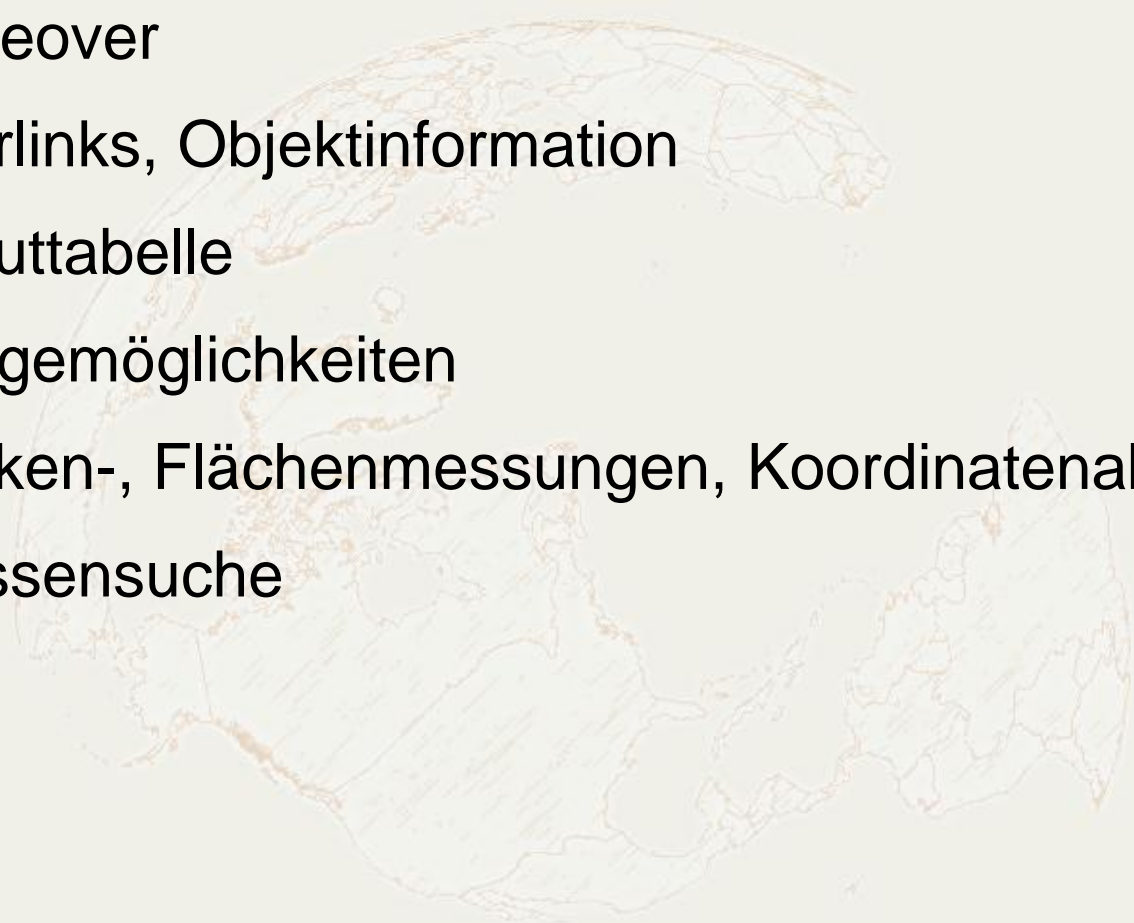 eover
rlinks, Objektinformation
uttabelle
gemöglichkeiten
ken-, Flächenmessungen, Koordinatenal
ssensuche